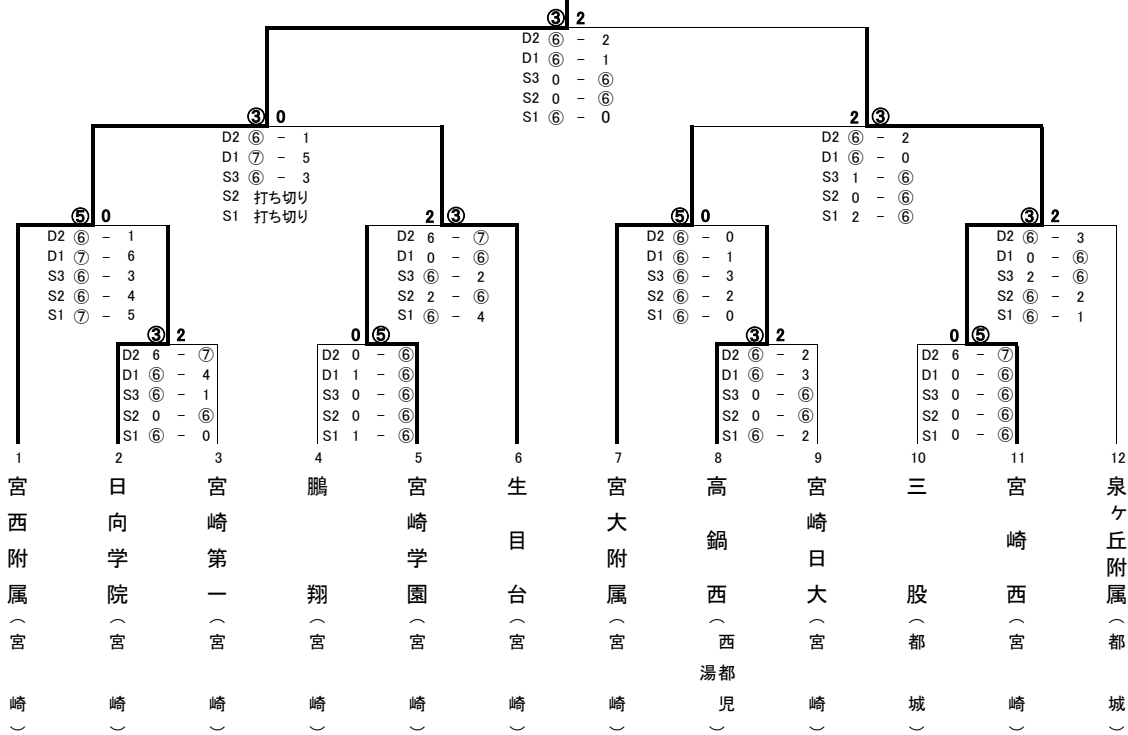 ③ 2
D2 ⑥ - 2
D1 ⑥ - 1
S3 0 - ⑥
S2 0 - ⑥
S1 ⑥ - 0
③ 0
D2 ⑥ - 1
D1 ⑦ - 5
S3 ⑥ - 3
S2 打ち切り
S1 打ち切り
2 ③
D2 ⑥ - 2
D1 ⑥ - 0
S3 1 - ⑥
S2 0 - ⑥
S1 2 - ⑥
⑤ 0
D2 ⑥ - 1
D1 ⑦ - 6
S3 ⑥ - 3
S2 ⑥ - 4
S1 ⑦ - 5
2 ③
D2 6 - ⑦
D1 0 - ⑥
S3 ⑥ - 2
S2 2 - ⑥
S1 ⑥ - 4
⑤ 0
D2 ⑥ - 0
D1 ⑥ - 1
S3 ⑥ - 3
S2 ⑥ - 2
S1 ⑥ - 0
③ 2
D2 ⑥ - 3
D1 0 - ⑥
S3 2 - ⑥
S2 ⑥ - 2
S1 ⑥ - 1
③ 2
D2 6 - ⑦
D1 ⑥ - 4
S3 ⑥ - 1
S2 0 - ⑥
S1 ⑥ - 0
0 ⑤
D2 0 - ⑥
D1 1 - ⑥
S3 0 - ⑥
S2 0 - ⑥
S1 1 - ⑥
③ 2
D2 ⑥ - 2
D1 ⑥ - 3
S3 0 - ⑥
S2 0 - ⑥
S1 ⑥ - 2
0 ⑤
D2 6 - ⑦
D1 0 - ⑥
S3 0 - ⑥
S2 0 - ⑥
S1 0 - ⑥
1 宮西附属(宮崎)
2 日向学院(宮崎)
3 宮崎第一(宮崎)
4 鵬翔(宮崎)
5 宮崎学園(宮崎)
6 生目台(宮崎)
7 宮大附属(宮崎)
8 高鍋西(西都児湯)
9 宮崎日大(宮崎)
10 三股(都城)
11 宮崎西(宮崎)
12 泉ヶ丘附属(都城)